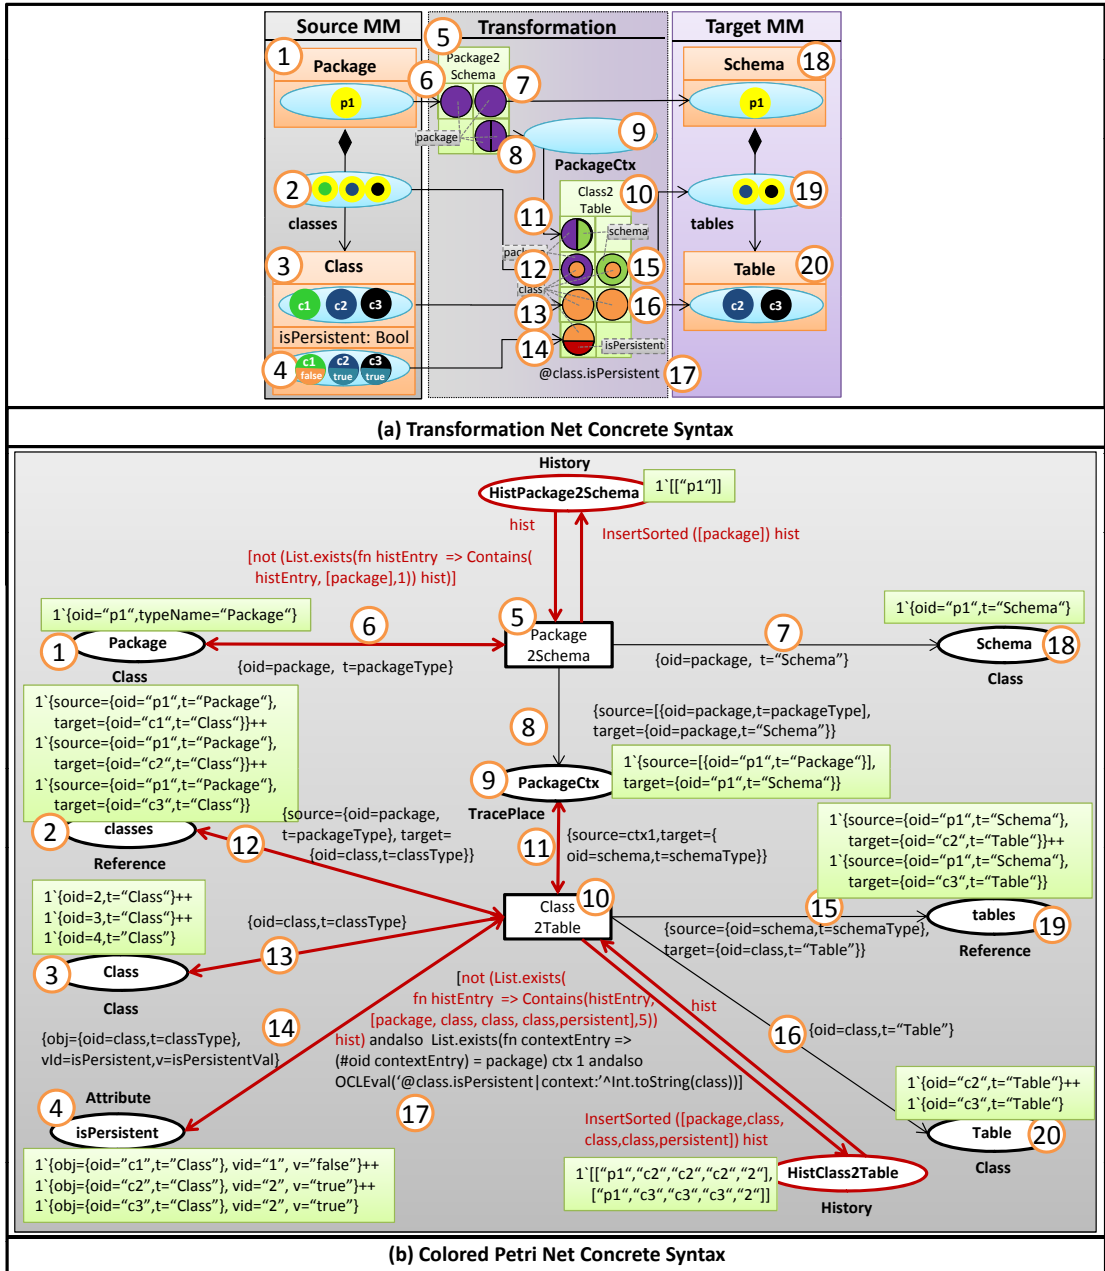 Source MM
Transformation
Target MM
1
Package
p1
5
Package2
Schema
6
7
package
8
9
PackageCtx
Schema
18
p1
2
classes
Class2
Table
10
11
schema
package
12
15
class
13
16
14
isPersistent
@class.isPersistent
17
19
tables
3
Class
c1
c2
c3
isPersistent: Bool
4
c1
false
c2
true
c3
true
20
Table
c2
c3
(a) Transformation Net Concrete Syntax
History
HistPackage2Schema
1`[["p1“]]
hist
InsertSorted ([package]) hist
[not (List.exists(fn histEntry => Contains(
histEntry, [package],1)) hist)]
1`{oid=“p1“,typeName=“Package“}
6
5
7
1`{oid=“p1“,t=“Schema“}
1
Package
Class
{oid=package, t=packageType}
Package
2Schema
{oid=package, t=“Schema”}
Schema
18
Class
1`{source={oid=“p1“,t=“Package“},
target={oid=“c1“,t=“Class“}}++
1`{source={oid=“p1“,t=“Package“},
target={oid=“c2“,t=“Class“}}++
1`{source={oid=“p1“,t=“Package“},
target={oid=“c3“,t=“Class“}}
8
{source=[{oid=package,t=packageType],
target={oid=package,t=“Schema”}}
9
PackageCtx
TracePlace
1`{source=[{oid=“p1“,t=“Package“}],
target={oid=“p1“,t=“Schema”}}
2
classes
Reference
12
{source={oid=package,
t=packageType}, target=
{oid=class,t=classType}}
11
{source=ctx1,target={
oid=schema,t=schemaType}}
1`{source={oid=“p1“,t=“Schema“},
target={oid=“c2“,t=“Table“}}++
1`{source={oid=“p1“,t=“Schema“},
target={oid=“c3“,t=“Table“}}
1`{oid=2,t=“Class“}++
1`{oid=3,t=“Class“}++
1`{oid=4,t=“Class”}
{oid=class,t=classType}
13
Class
2Table
10
15
{source={oid=schema,t=schemaType},
target={oid=class,t=“Table”}}
tables
19
Reference
3
Class
Class
14
{obj={oid=class,t=classType},
vId=isPersistent,v=isPersistentVal}
[not (List.exists(
fn histEntry => Contains(histEntry,
[package, class, class, class,persistent],5))
hist) andalso List.exists(fn contextEntry =>
(#oid contextEntry) = package) ctx 1 andalso
OCLEval(‘@class.isPersistent|context:’^Int.toString(class))]
17
hist
16
{oid=class,t=“Table”}
Attribute
4
isPersistent
InsertSorted ([package,class,
class,class,persistent]) hist
1`{oid=“c2“,t=“Table“}++
1`{oid=“c3“,t=“Table“}
Table
20
Class
1`{obj={oid=“c1“,t=“Class“}, vid=“1”, v=“false”}++
1`{obj={oid=“c2“,t=“Class“}, vid=“2”, v=“true”}++
1`{obj={oid=“c3“,t=“Class“}, vid=“2”, v=“true”}
1`[[“p1“,“c2“,“c2“,“c2“,“2“],
[“p1“,“c3“,“c3“,“c3“,“2“]]
HistClass2Table
History
(b) Colored Petri Net Concrete Syntax